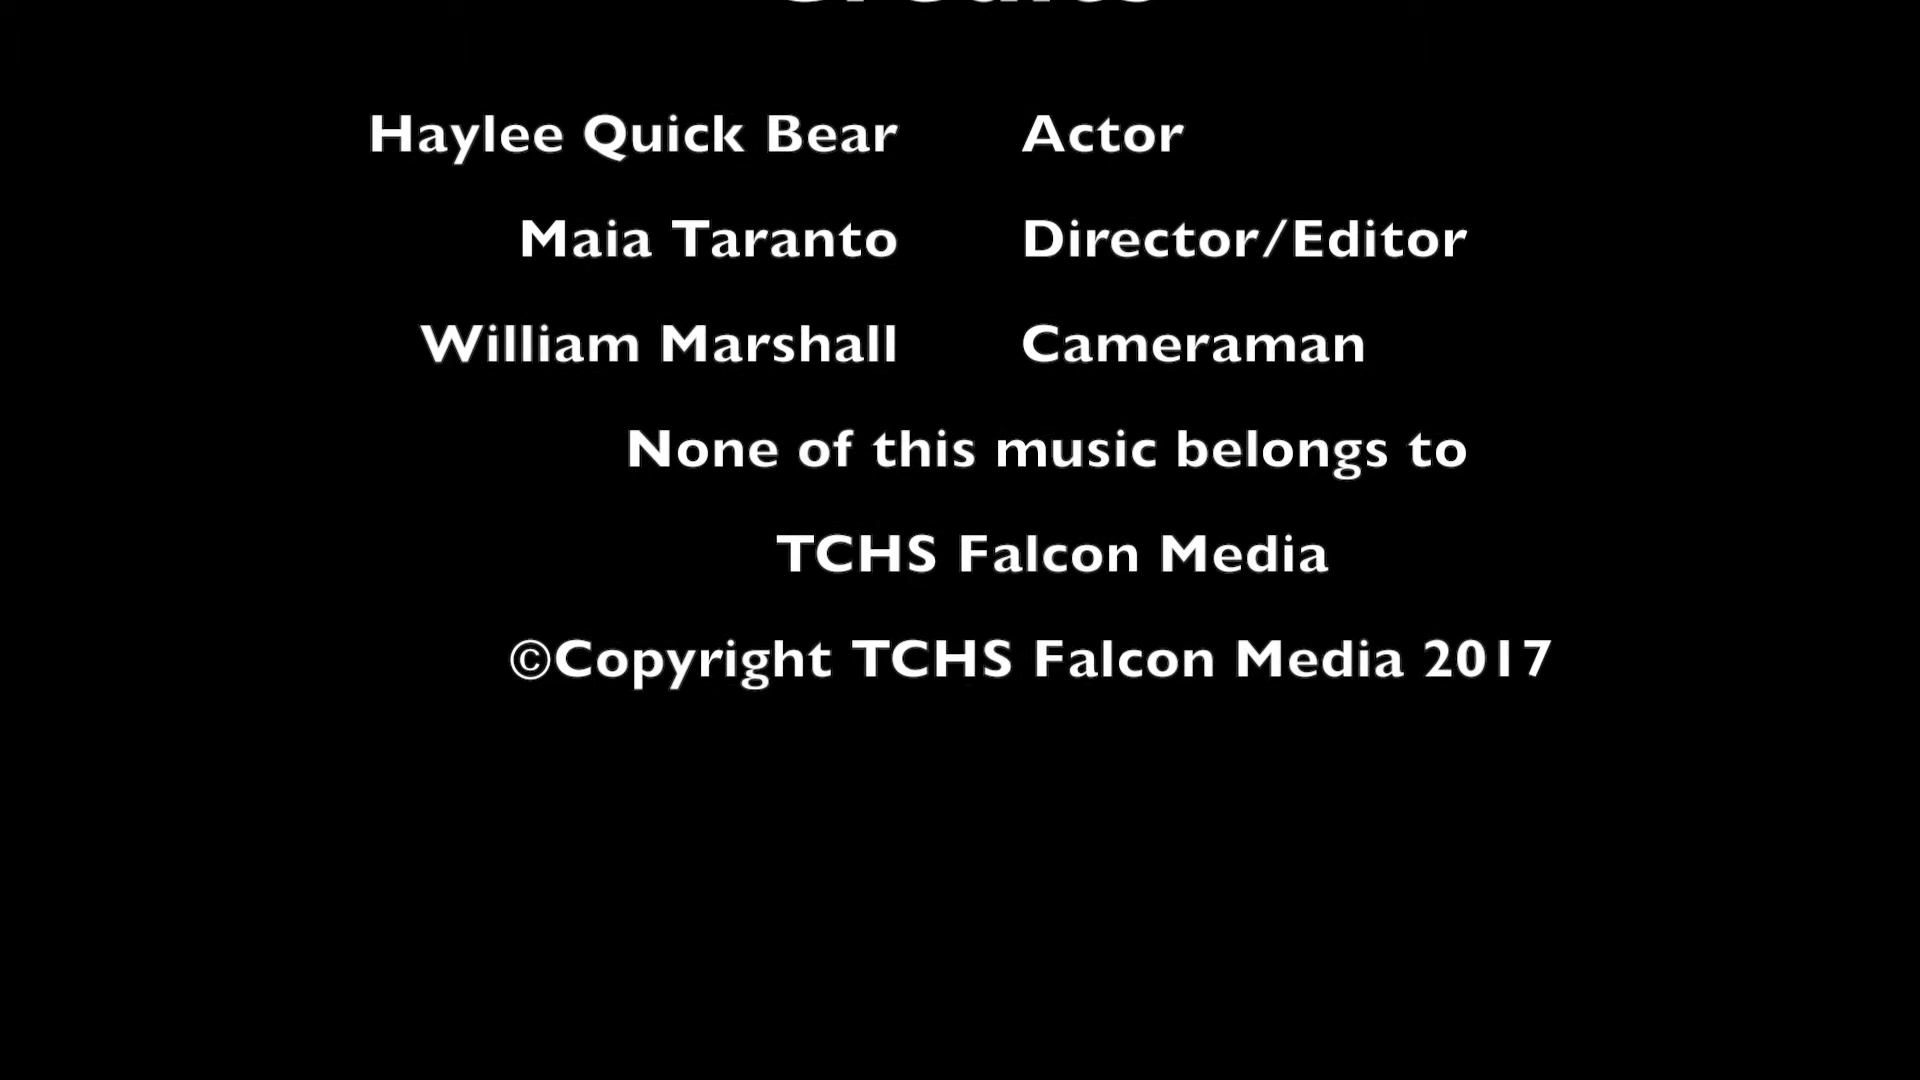 Credits
Haylee Quick Bear Actor
Maia Taranto Director/Editor
William Marshall Cameraman
None of this music belongs to
TCHS Falcon Media
©Copyright TCHS Falcon Media 2017